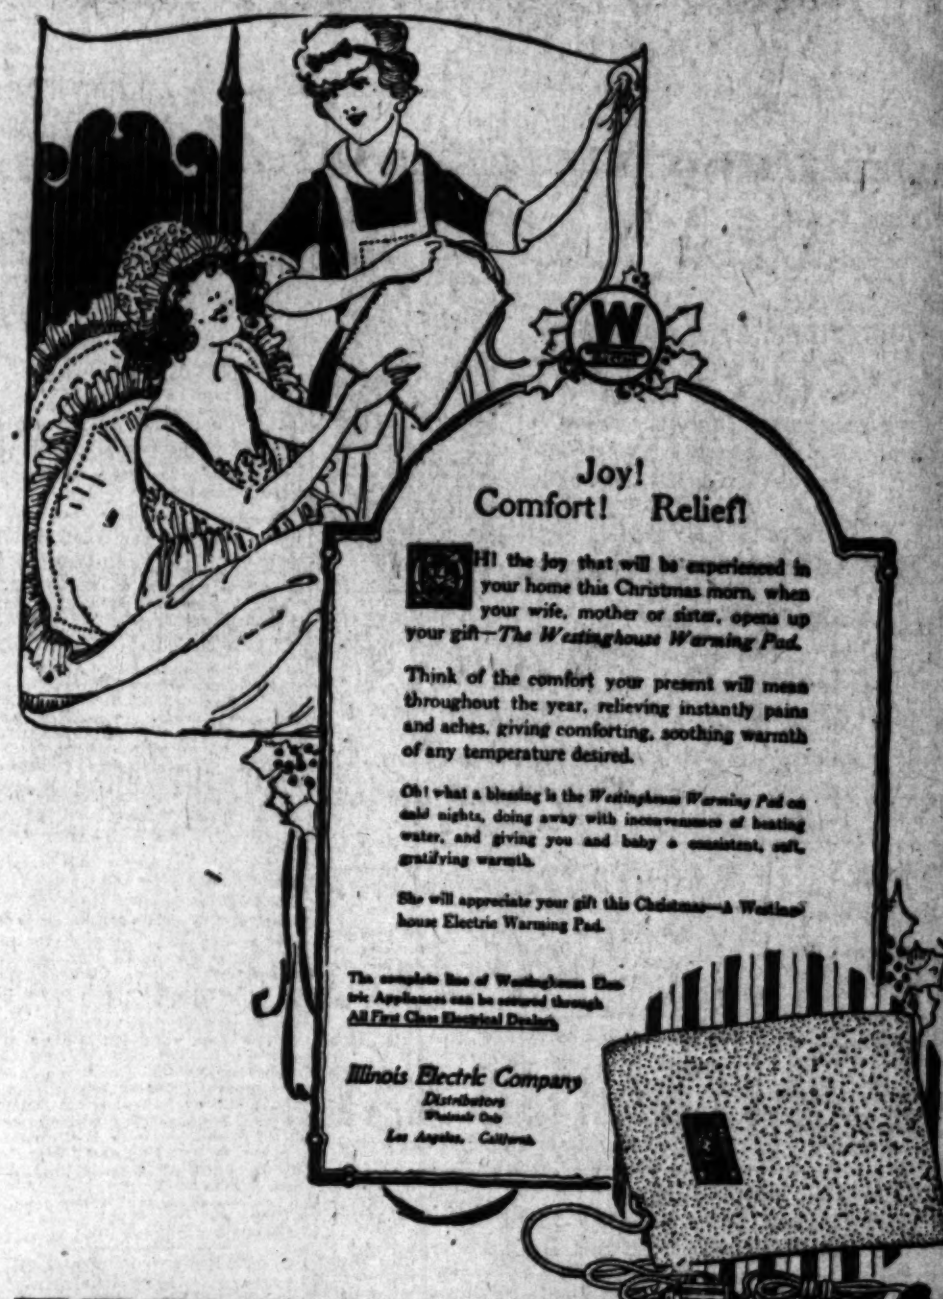 W
Joy!
Comfort! Relief!
OH! the joy that will be experienced in
your home this Christmas morn, when
your wife, mother or sister, opens up
your gift—The Westinghouse Warming Pad.
Think of the comfort your present will mean
throughout the year, relieving instantly pains
and aches, giving comforting, soothing warmth
of any temperature desired.
Oh! what a blessing is the Westinghouse Warming Pad on
cold nights, doing away with inconvenience of heating
water, and giving you and baby a consistent, soft,
gratifying warmth.
She will appreciate your gift this Christmas—A Westing-
house Electric Warming Pad.
The complete line of Westinghouse Elec-
tric Appliances can be secured through
All First Class Electrical Dealers.
Illinois Electric Company
Distributors
Wholesale Only
Los Angeles, California